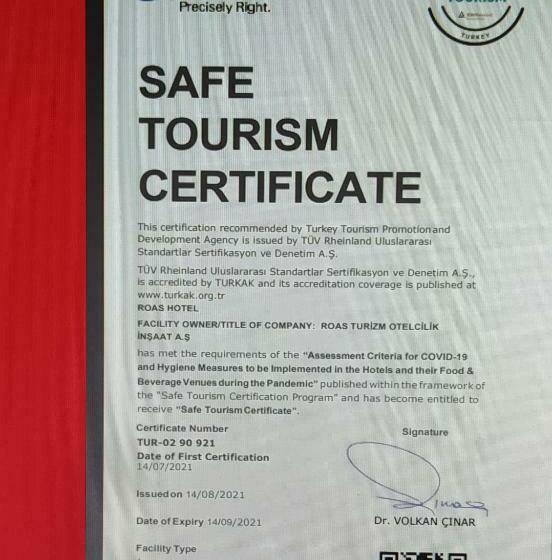 Precisely Right.
TOURISM
TURKEY
SAFE
TOURISM
CERTIFICATE
This certification recommended by Turkey Tourism Promotion and
Development Agency is issued by TÜV Rheinland Uluslararası
Standartlar Sertifikasyon ve Denetim A.Ş.
TÜV Rheinland Uluslararası Standartlar Sertifikasyon ve Denetim A.Ş.,
is accredited by TURKAK and its accreditation coverage is published at
www.turkak.org.tr
ROAS HOTEL
FACILITY OWNER/TITLE OF COMPANY: ROAS TURİZM OTELCİLİK
İNŞAAT A.Ş
has met the requirements of the "Assessment Criteria for COVID-19
and Hygiene Measures to be Implemented in the Hotels and their Food &
Beverage Venues during the Pandemic" published within the framework of
the "Safe Tourism Certification Program" and has become entitled to
receive "Safe Tourism Certificate".
Certificate Number
TUR-02 90 921
Signature
Date of First Certification
14/07/2021
Issued on 14/08/2021
Date of Expiry 14/09/2021
Dr. VOLKAN ÇINAR
Facility Type